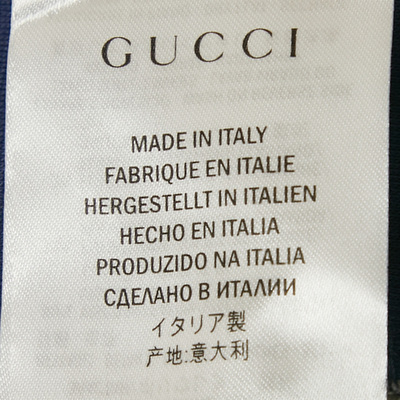 GUCCI
MADE IN ITALY
FABRIQUE EN ITALIE
HERGESTELLT IN ITALIEN
HECHO EN ITALIA
PRODUZIDO NA ITALIA
СДЕЛАНО В ИТАЛИИ
イタリア製
产地:意大利